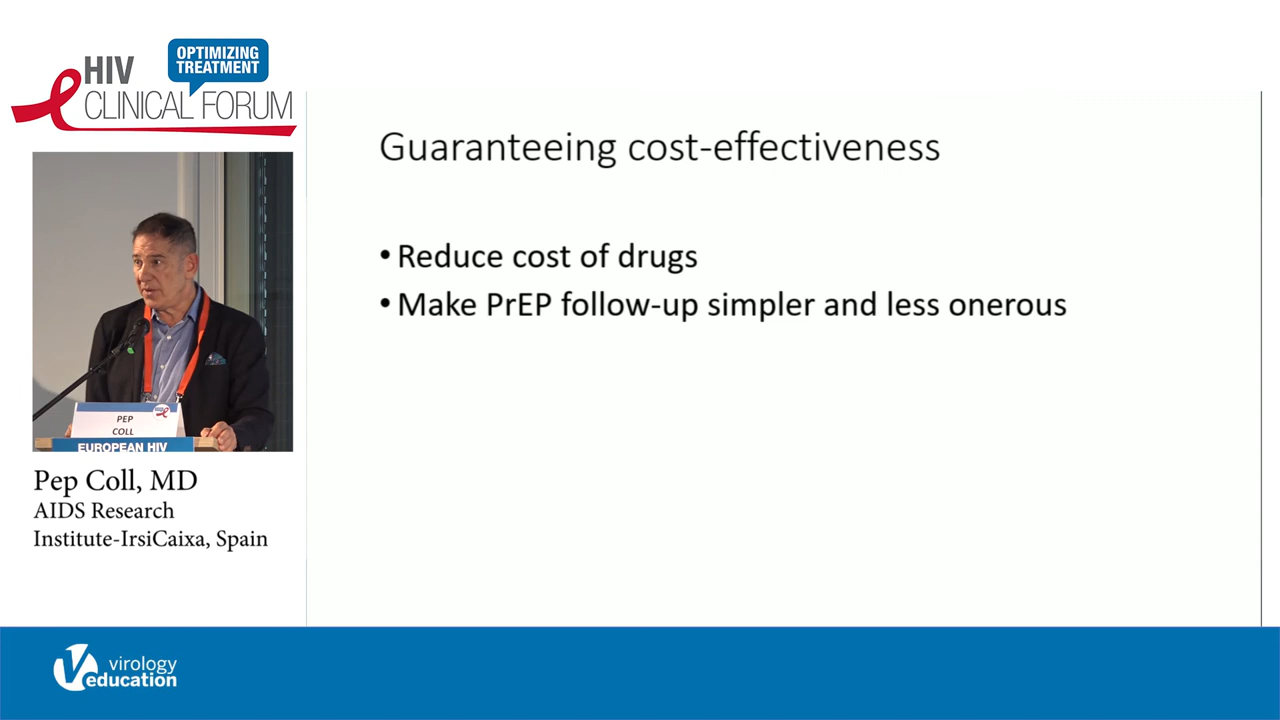 HIV
CLINICAL FORUM
OPTIMIZING
TREATMENT
Guaranteeing cost-effectiveness
• Reduce cost of drugs
• Make PrEP follow-up simpler and less onerous
PEP
COLL
EUROPEAN HIV
Pep Coll, MD
AIDS Research
Institute-IrsiCaixa, Spain
virology
education